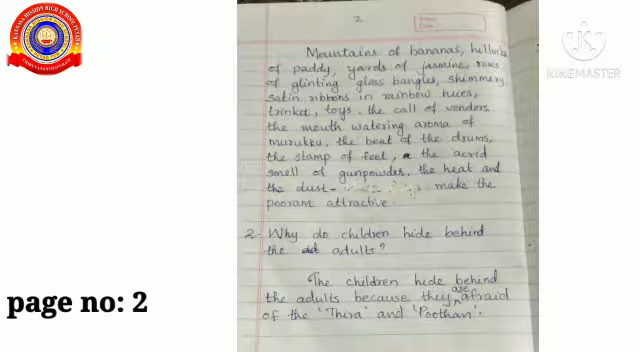 2
Mountains of bananas, hellocks
of paddy, yards of jasmine, rows
of glinting glass bangles, shimmery
satin ribbons in rainbow hues,
trinket, toys, the call of vendors
the mouth watering aroma of
murukku, the beat of the drums,
the stamp of feet, the acrid
smell of gunpowder, the heat and
the dust - make the
pooram attractive.
2. Why do children hide behind
the adults?
The children hide behind
the adults because they are afraid
of the 'Thira' and 'Poothan'.
page no: 2
KINEMASTER